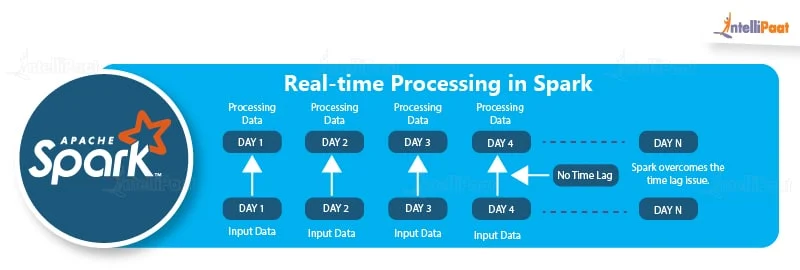 IntelliPaat
Real-time Processing in Spark
Processing
Data
Processing
Data
Processing
Data
Processing
Data
DAY 1
DAY 2
DAY 3
DAY 4
DAY N
APACHE
Spark™
No Time Lag
Spark overcomes the
time lag issue.
DAY 1
DAY 2
DAY 3
DAY 4
DAY N
Input Data
Input Data
Input Data
Input Data